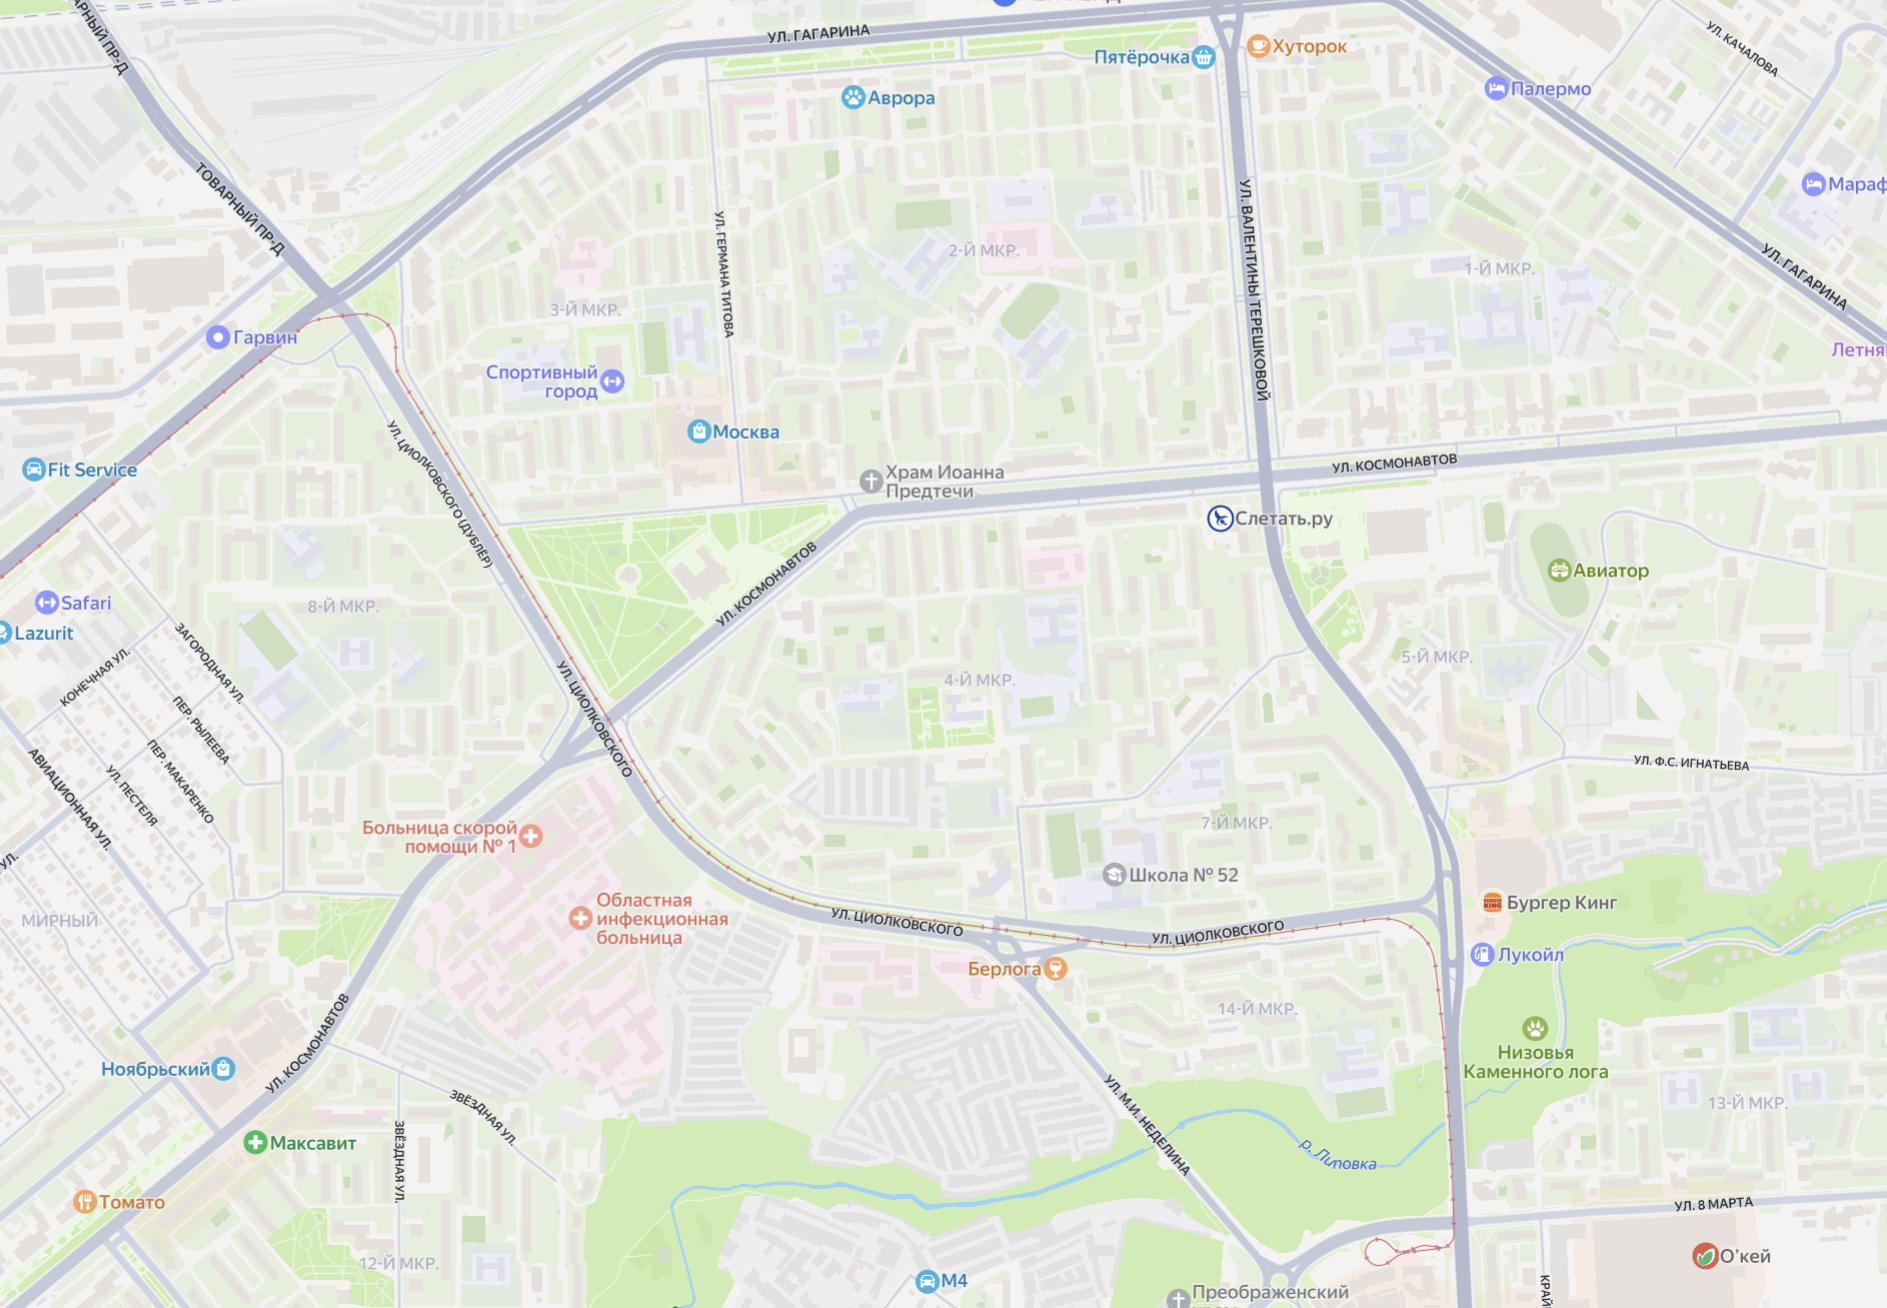 УЛ. ГАГАРИНА
Пятёрочка
Хуторок
УЛ. КАЧАЛОВА
Палермо
Аврора
ТОВАРНЫЙ ПР-Д
УЛ. ВАЛЕНТИНЫ ТЕРЕШКОВОЙ
УЛ. ГЕРМАНА ТИТОВА
2-Й МКР.
1-Й МКР.
УЛ. ГАГАРИНА
3-Й МКР.
Гарвин
Спортивный
город
Москва
УЛ. ЦИОЛКОВСКОГО (ДУБЛЁР)
Fit Service
Храм Иоанна
Предтечи
УЛ. КОСМОНАВТОВ
Слетать.ру
Авиатор
УЛ. КОСМОНАВТОВ
Safari
8-Й МКР.
Lazurit
ЗАГОРОДНАЯ УЛ.
КОНЕЧНАЯ УЛ.
5-Й МКР.
4-Й МКР.
УЛ. ЦИОЛКОВСКОГО
ПЕР. РЫЛЕЕВА
ПЕР. МАКАРЕНКО
УЛ. ПЕСТЕЛЯ
АВИАЦИОННАЯ УЛ.
УЛ. Ф.С. ИГНАТЬЕВА
7-Й МКР.
Больница скорой
помощи № 1
УЛ.
Школа № 52
Областная
инфекционная
больница
Бургер Кинг
МИРНЫЙ
УЛ. ЦИОЛКОВСКОГО
УЛ. ЦИОЛКОВСКОГО
Лукойл
Берлога
14-Й МКР.
УЛ. КОСМОНАВТОВ
Низовья
Каменного лога
Ноябрьский
13-Й МКР.
ЗВЁЗДНАЯ УЛ.
УЛ. М.И. НЕДЕЛИНА
Максавит
р. Липовка
ЗВЁЗДНАЯ УЛ.
Томато
УЛ. 8 МАРТА
12-Й МКР.
О'кей
М4
Преображенский